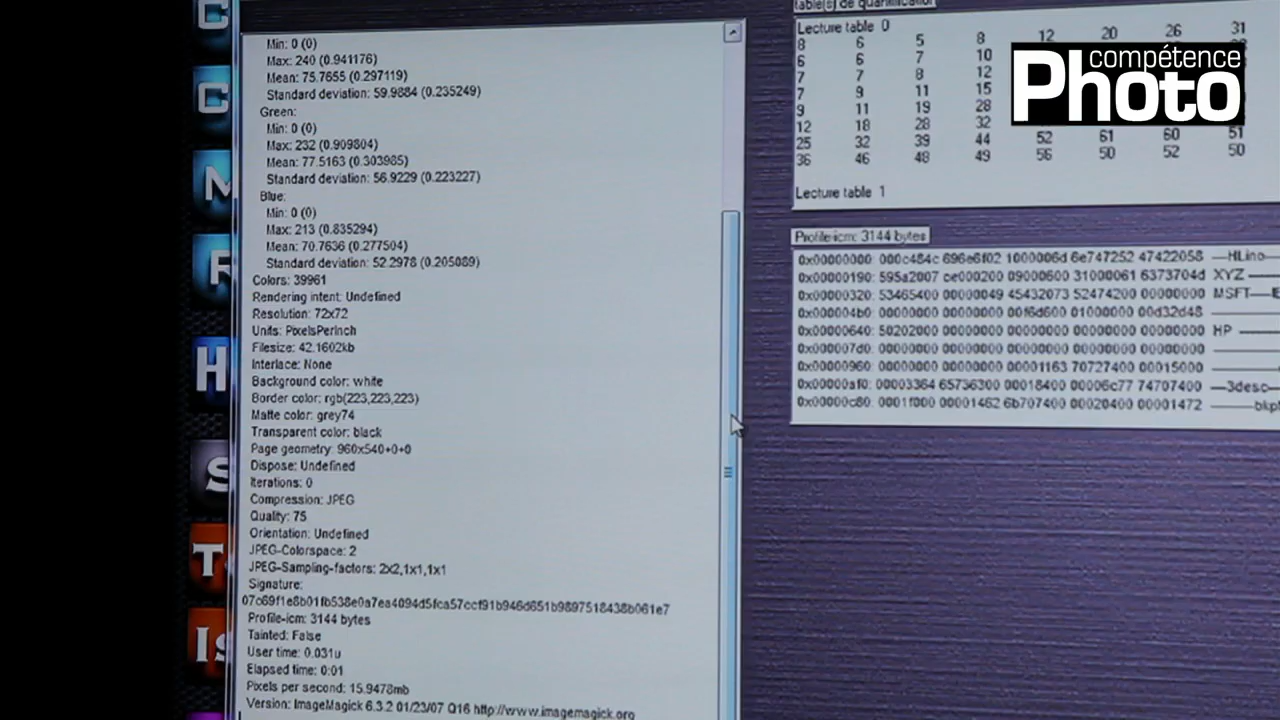 Min: 0 (0)
Max: 240 (0.941176)
Mean: 75.7655 (0.297119)
Standard deviation: 59.9884 (0.235249)
Green:
Min: 0 (0)
Max: 232 (0.909804)
Mean: 77.5163 (0.303985)
Standard deviation: 56.9229 (0.223227)
Blue:
Min: 0 (0)
Max: 213 (0.835294)
Mean: 70.7636 (0.277504)
Standard deviation: 52.2978 (0.205089)
Colors: 39961
Rendering intent: Undefined
Resolution: 72x72
Units: PixelsPerInch
Filesize: 42.1602kb
Interlace: None
Background color: white
Border color: rgb(223,223,223)
Matte color: grey74
Transparent color: black
Page geometry: 960x540+0+0
Dispose: Undefined
Iterations: 0
Compression: JPEG
Quality: 75
Orientation: Undefined
JPEG-Colorspace: 2
JPEG-Sampling-factors: 2x2,1x1,1x1
Signature:
07c69f1e8b01fb538e0a7ea4094d5fca57ccf91b946d651b9897518438b061e7
Profile-icm: 3144 bytes
Tainted: False
User time: 0.031u
Elapsed time: 0:01
Pixels per second: 15.9478mb
Version: ImageMagick 6.3.2 01/23/07 Q16 http://www.imagemagick.org
table(s) de quantification
Lecture table 0
8 6 5 8 12 20 26 31
6 6 7 10
7 7 8 12
7 9 11 15
9 11 19 28
12 18 28 32
25 32 39 44 52 61 60 51
36 46 48 49 56 50 52 50
Lecture table 1
compétence
Photo
Profile-icm: 3144 bytes
0x00000000: 000c484c 696e6f02 1000006d 6e747252 47422058 HLino
0x00000190: 595a2007 ce000200 09000600 31000061 6373704d XYZ
0x00000320: 53465400 00000049 45432073 52474200 00000000 MSFT
0x000004b0: 00000000 00000000 00f6d600 01000000 00d32d48
0x00000640: 50202000 00000000 00000000 00000000 00000000 HP
0x000007d0: 00000000 00000000 00000000 00000000 00000000
0x00000960: 00000000 00000000 00001163 70727400 00015000
0x00000af0: 00003364 65736300 00018400 00006c77 74707400 3desc
0x00000c80: 0001f000 00001462 6b707400 00020400 00001472 bkp
C
C
M
R
H
S
T
Is